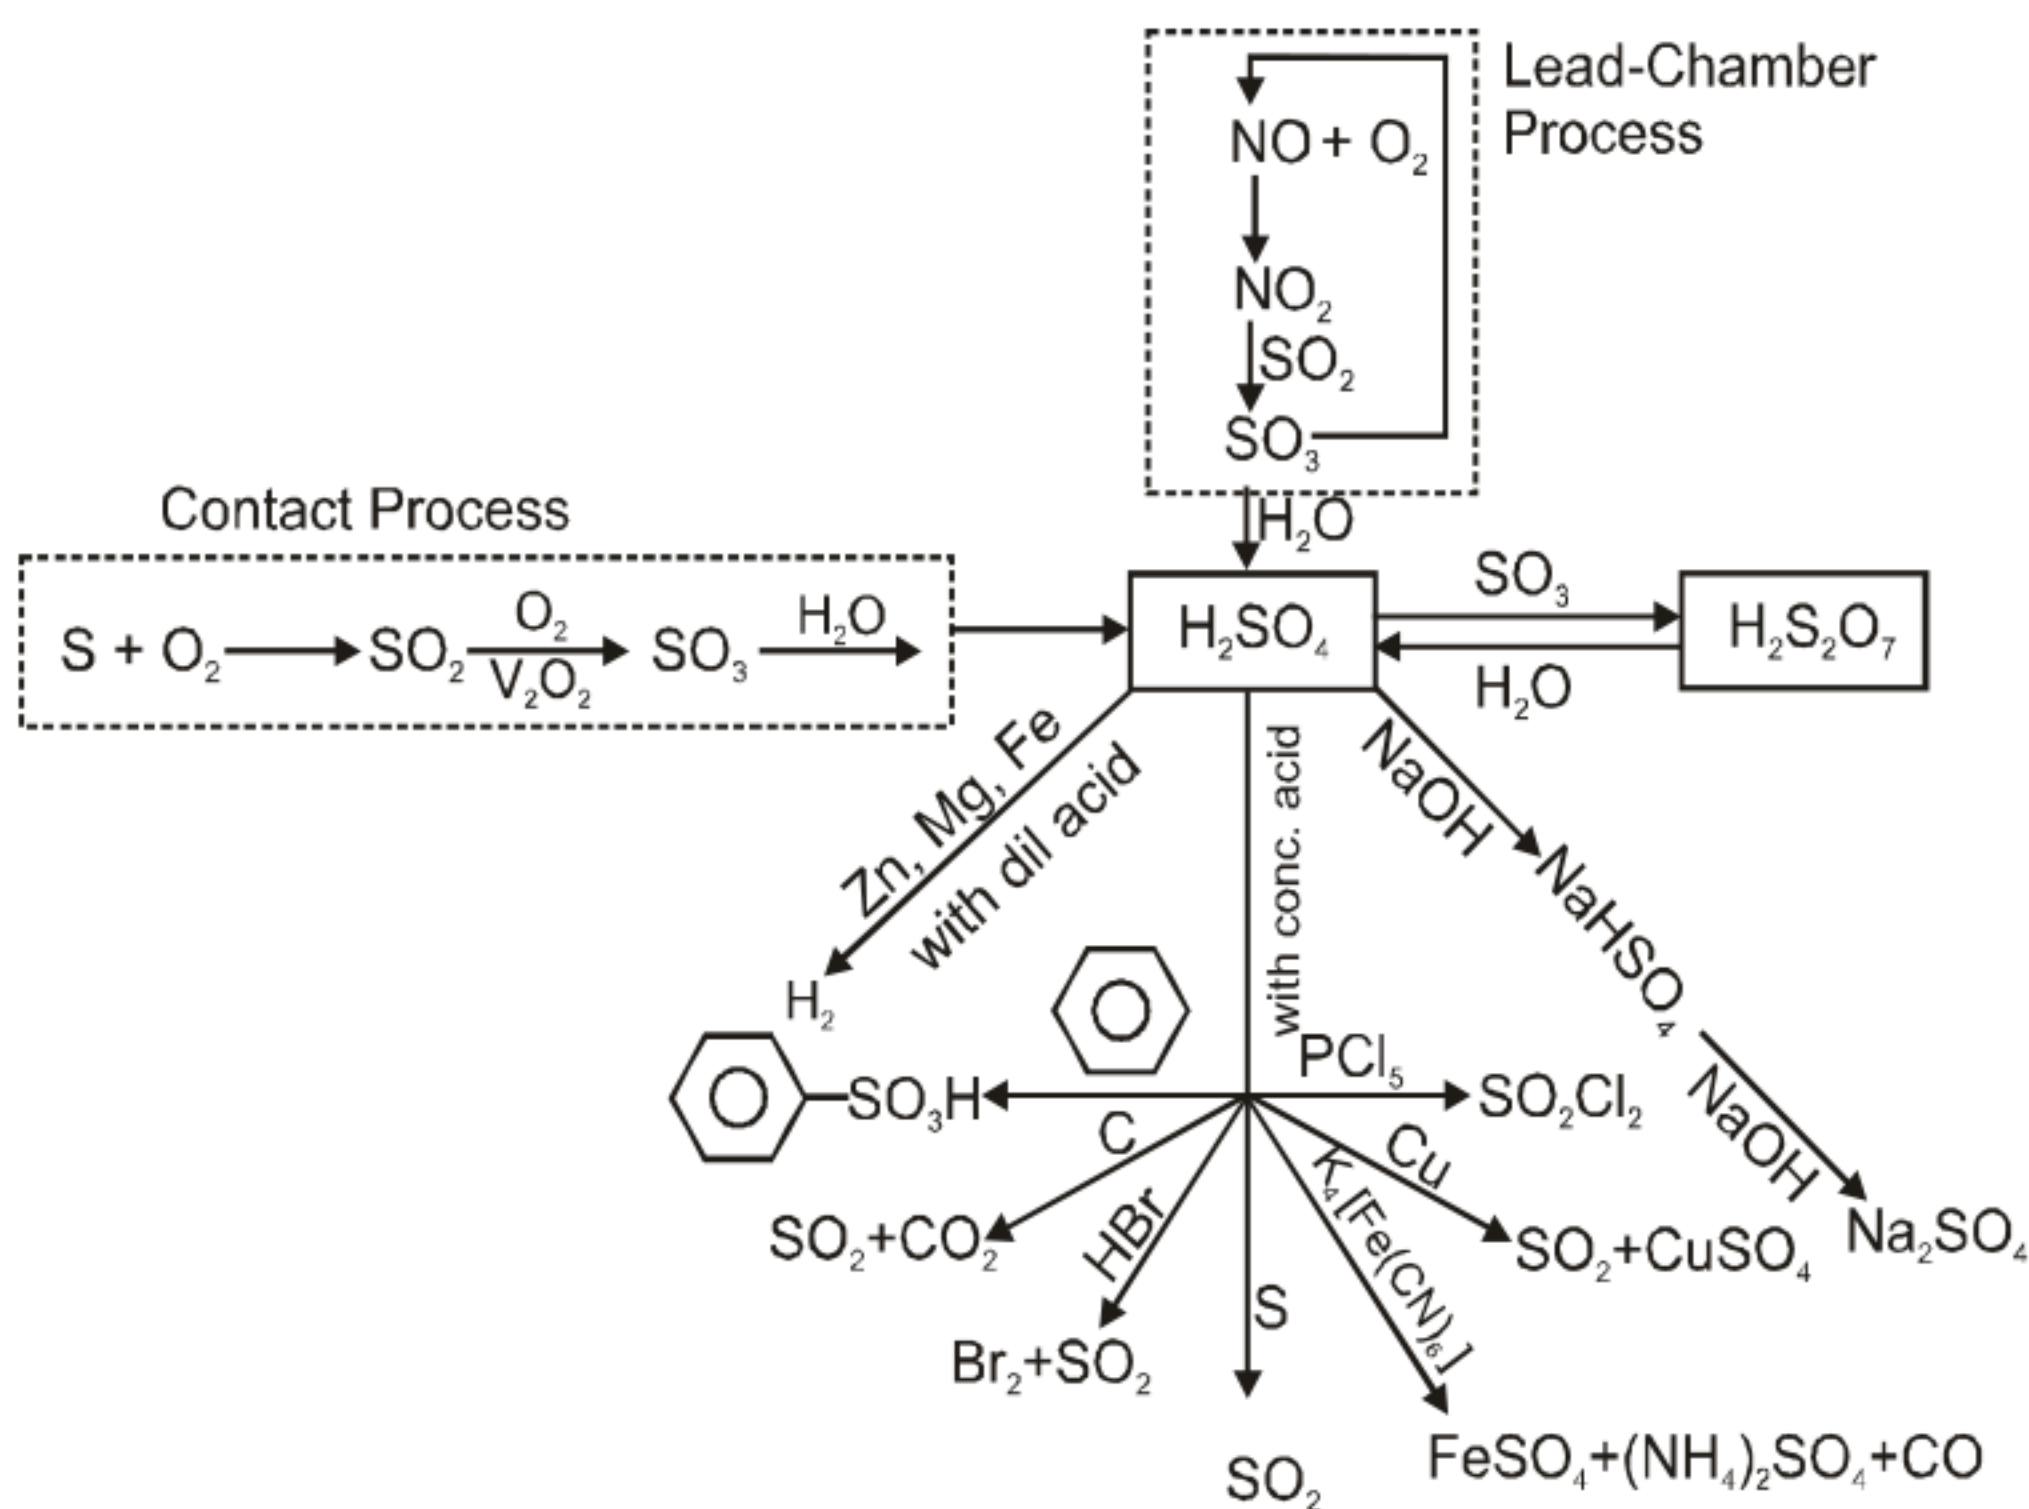 Lead-Chamber
Process
NO + O₂
NO₂
SO₂
SO₃
H₂O
Contact Process
S + O₂ SO₂ O₂ V₂O₂ SO₃ H₂O
H₂SO₄
SO₃
H₂O
H₂S₂O₇
Zn, Mg, Fe
with dil acid
H₂
with conc. acid
NaOH
NaHSO₄
NaOH
Na₂SO₄
SO₃H
PCl₅
SO₂Cl₂
C
SO₂+CO₂
HBr
Br₂+SO₂
S
SO₂
K₄[Fe(CN)₆]
FeSO₄+(NH₄)₂SO₄+CO
Cu
SO₂+CuSO₄